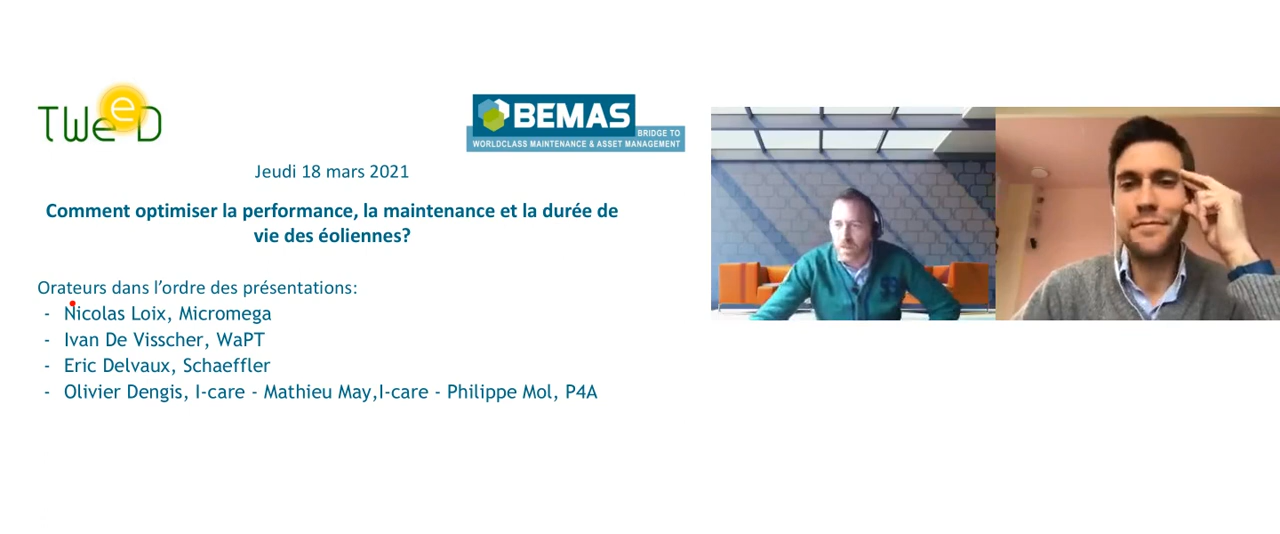 TWeeD
BEMAS
BRIDGE TO
WORLDCLASS MAINTENANCE & ASSET MANAGEMENT
Jeudi 18 mars 2021
Comment optimiser la performance, la maintenance et la durée de
vie des éoliennes?
Orateurs dans l’ordre des présentations:
- Nicolas Loix, Micromega
- Ivan De Visscher, WaPT
- Eric Delvaux, Schaeffler
- Olivier Dengis, I-care - Mathieu May,I-care - Philippe Mol, P4A